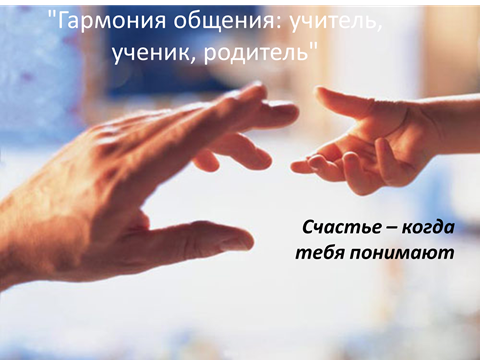 "Гармония общения: учитель,
ученик, родитель"
Счастье – когда
тебя понимают